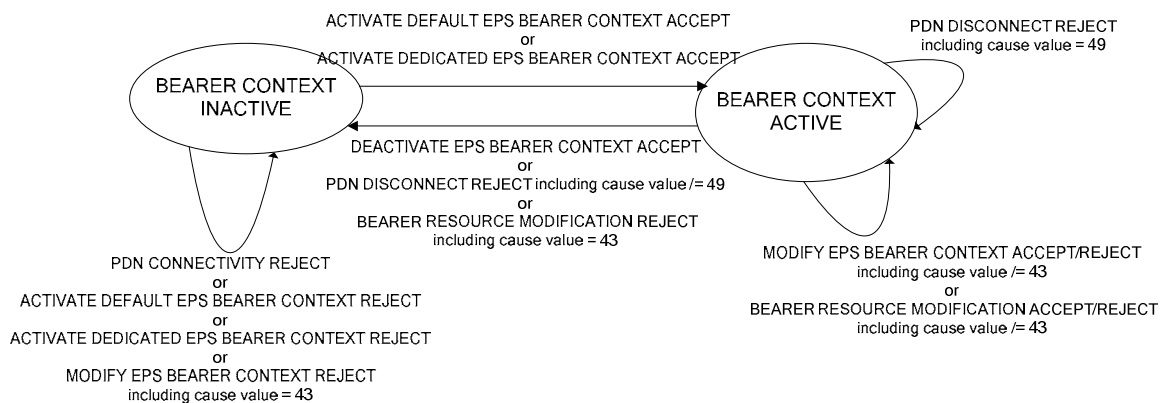 ACTIVATE DEFAULT EPS BEARER CONTEXT ACCEPT
or
ACTIVATE DEDICATED EPS BEARER CONTEXT ACCEPT
PDN DISCONNECT REJECT
including cause value = 49
BEARER CONTEXT
INACTIVE
BEARER CONTEXT
ACTIVE
DEACTIVATE EPS BEARER CONTEXT ACCEPT
or
PDN DISCONNECT REJECT including cause value /= 49
or
BEARER RESOURCE MODIFICATION REJECT
including cause value = 43
PDN CONNECTIVITY REJECT
or
ACTIVATE DEFAULT EPS BEARER CONTEXT REJECT
or
ACTIVATE DEDICATED EPS BEARER CONTEXT REJECT
or
MODIFY EPS BEARER CONTEXT REJECT
including cause value = 43
MODIFY EPS BEARER CONTEXT ACCEPT/REJECT
including cause value /= 43
or
BEARER RESOURCE MODIFICATION ACCEPT/REJECT
including cause value /= 43